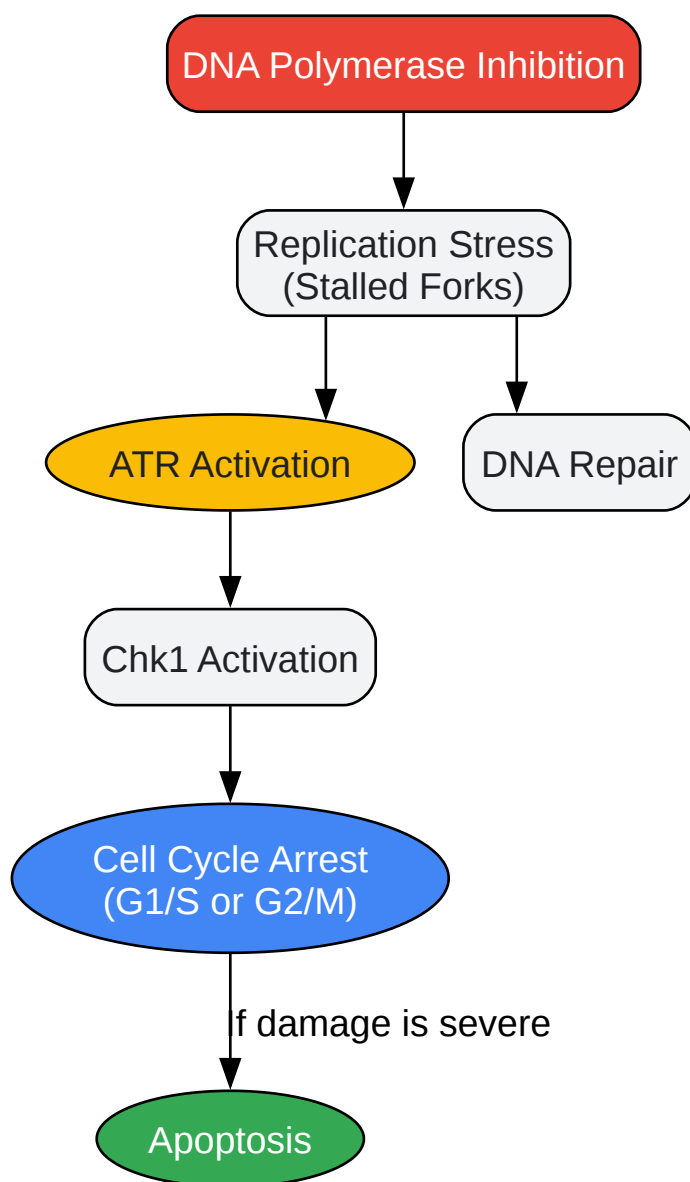 DNA Polymerase Inhibition
Replication Stress
(Stalled Forks)
ATR Activation
DNA Repair
Chk1 Activation
Cell Cycle Arrest
(G1/S or G2/M)
If damage is severe
Apoptosis